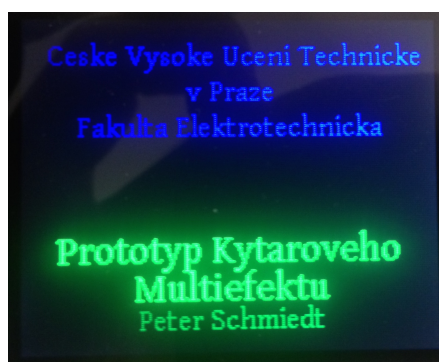 Ceske Vysoke Uceni Technicke
v Praze
Fakulta Elektrotechnicka
Prototyp Kytaroveho
Multiefektu
Peter Schmiedt